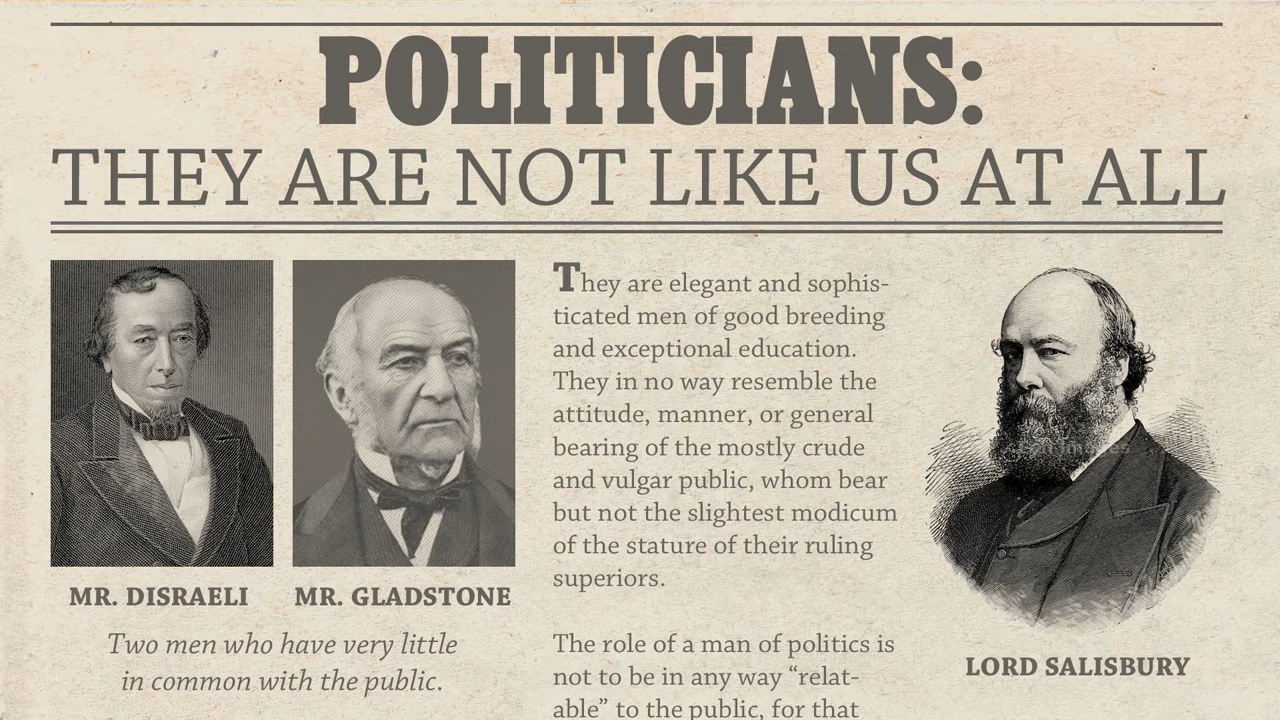 POLITICIANS:
THEY ARE NOT LIKE US AT ALL
MR. DISRAELI
MR. GLADSTONE
Two men who have very little
in common with the public.
They are elegant and sophis-
ticated men of good breeding
and exceptional education.
They in no way resemble the
attitude, manner, or general
bearing of the mostly crude
and vulgar public, whom bear
but not the slightest modicum
of the stature of their ruling
superiors.
The role of a man of politics is
not to be in any way “relat-
able” to the public, for that
LORD SALISBURY